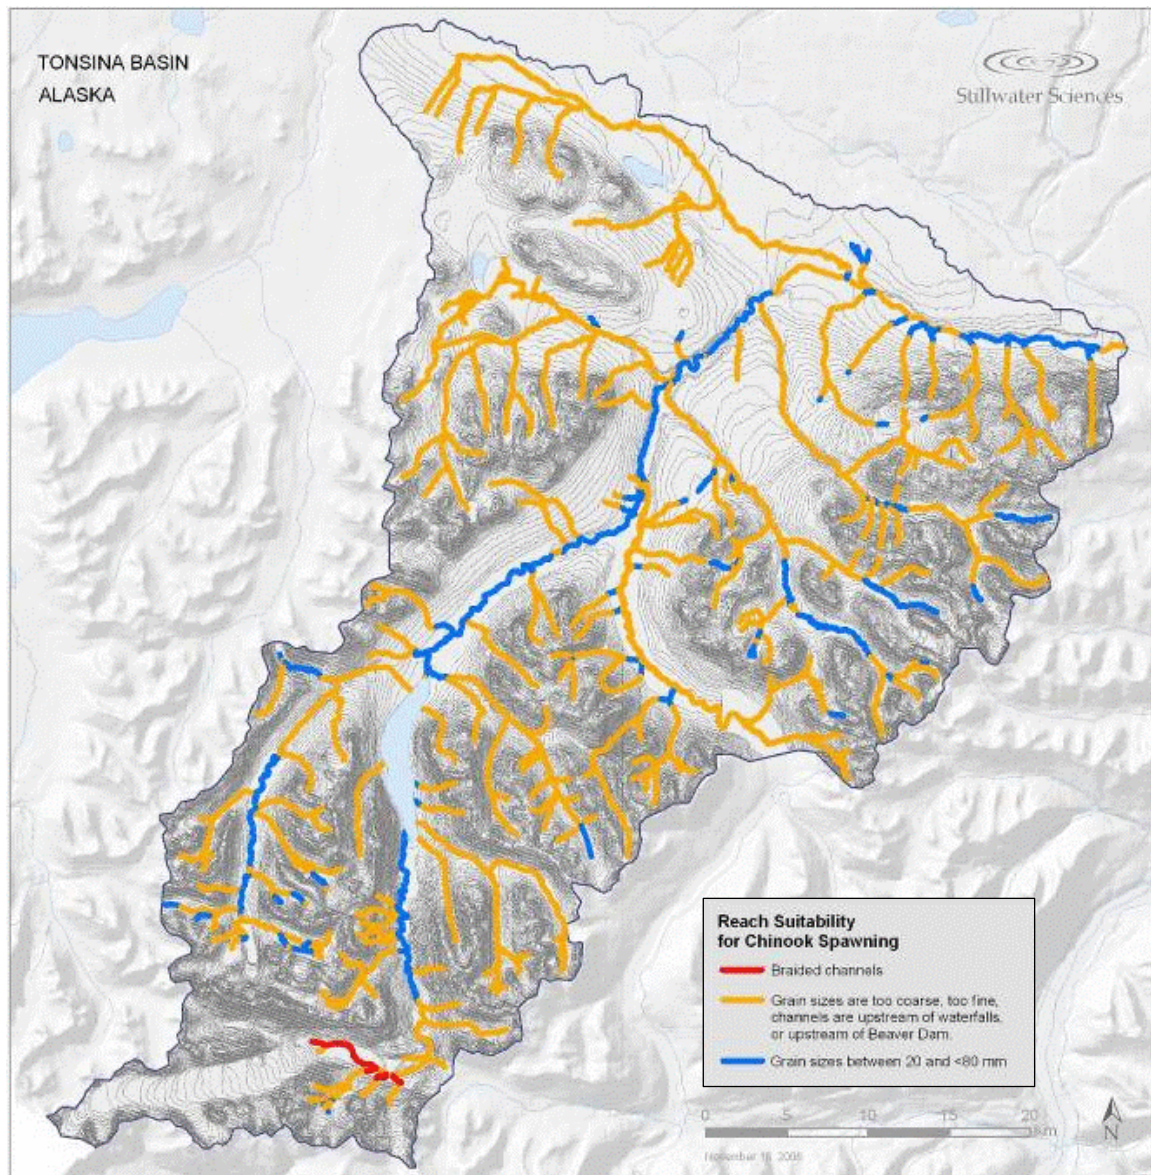 TONSINA BASIN
ALASKA
Stillwater Sciences
Reach Suitability
for Chinook Spawning
Braided channels
Grain sizes are too coarse, too fine,
channels are upstream of waterfalls,
or upstream of Beaver Dam.
Grain sizes between 20 and <80 mm
0 5 10 15 20
km
N